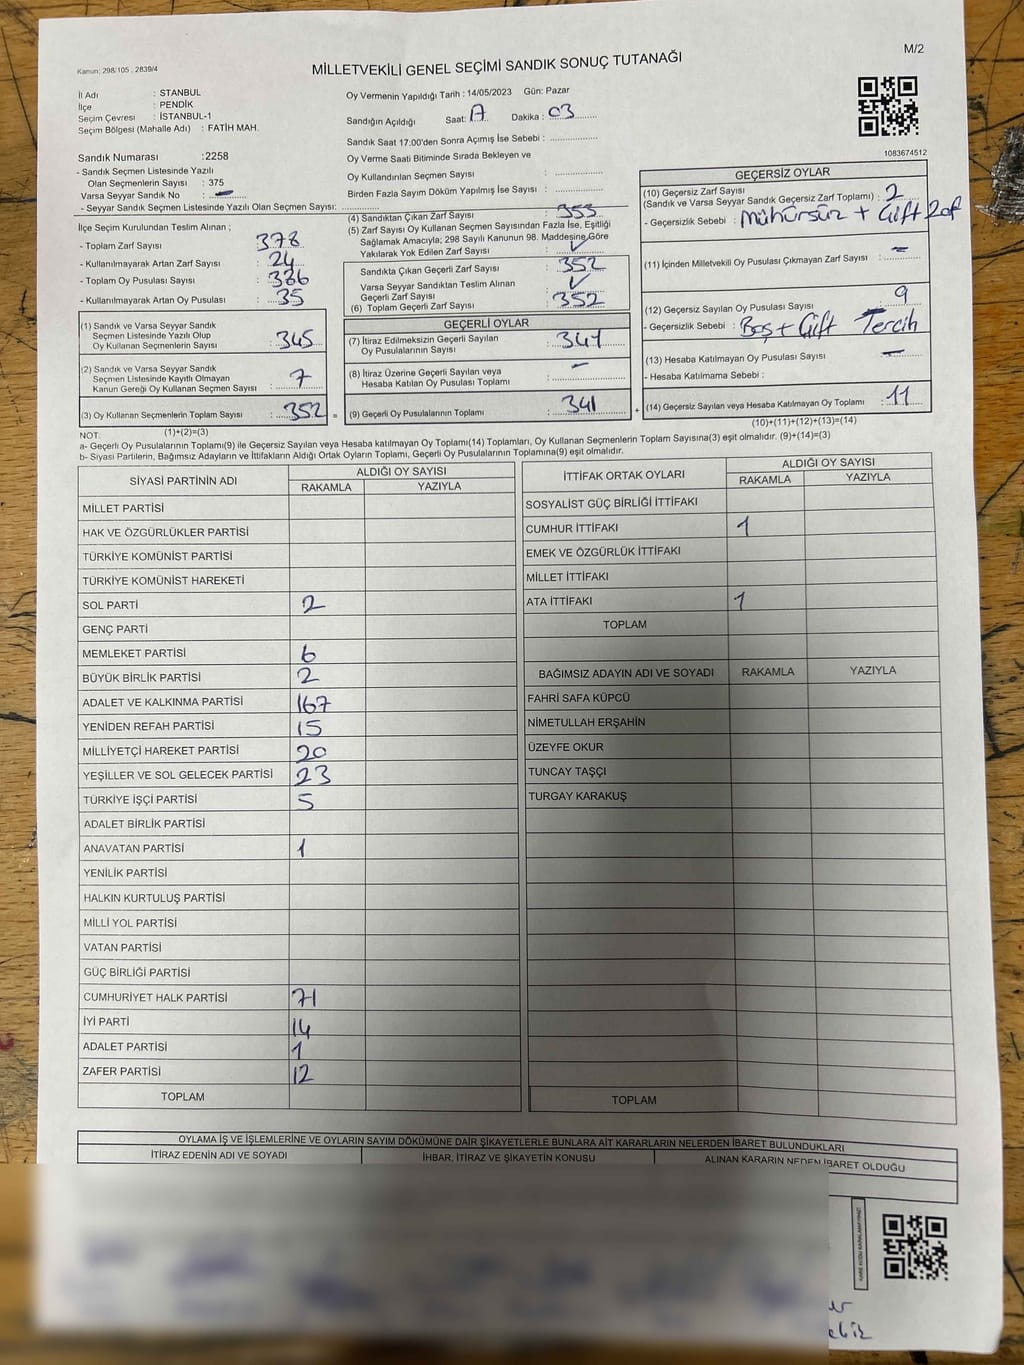 Kanun: 298/105 , 2839/4
MİLLETVEKİLİ GENEL SEÇİMİ SANDIK SONUÇ TUTANAĞI
M/2
İl Adı : STANBUL
İlçe : PENDİK
Seçim Çevresi : İSTANBUL-1
Seçim Bölgesi (Mahalle Adı) : FATİH MAH.
Sandık Numarası :2258
- Sandık Seçmen Listesinde Yazılı
Olan Seçmenlerin Sayısı : 375
Varsa Seyyar Sandık No : -
- Seyyar Sandık Seçmen Listesinde Yazılı Olan Seçmen Sayısı:
İlçe Seçim Kurulundan Teslim Alınan ;
- Toplam Zarf Sayısı : 378
- Kullanılmayarak Artan Zarf Sayısı : 24
- Toplam Oy Pusulası Sayısı : 386
- Kullanılmayarak Artan Oy Pusulası : 35
(1) Sandık ve Varsa Seyyar Sandık
Seçmen Listesinde Yazılı Olup
Oy Kullanan Seçmenlerin Sayısı : 345
(2) Sandık ve Varsa Seyyar Sandık
Seçmen Listesinde Kayıtlı Olmayan
Kanun Gereği Oy Kullanan Seçmen Sayısı : 7
(3) Oy Kullanan Seçmenlerin Toplam Sayısı : 352
(1)+(2)=(3)
Oy Vermenin Yapıldığı Tarih : 14/05/2023 Gün: Pazar
Sandığın Açıldığı Saat: Dakika : 03
Sandık Saat 17:00'den Sonra Açımış İse Sebebi :
Oy Verme Saati Bitiminde Sırada Bekleyen ve
Oy Kullandırılan Seçmen Sayısı :
Birden Fazla Sayım Döküm Yapılmış İse Sayısı :
(4) Sandıktan Çıkan Zarf Sayısı : 353
(5) Zarf Sayısı Oy Kullanan Seçmen Sayısından Fazla İse, Eşitliği
Sağlamak Amacıyla; 298 Sayılı Kanunun 98. Maddesine Göre
Yakılarak Yok Edilen Zarf Sayısı :
Sandıkta Çıkan Geçerli Zarf Sayısı : 352
Varsa Seyyar Sandıktan Teslim Alınan
Geçerli Zarf Sayısı :
(6) Toplam Geçerli Zarf Sayısı : 352
GEÇERLİ OYLAR
(7) İtiraz Edilmeksizin Geçerli Sayılan
Oy Pusulalarının Sayısı : 341
(8) İtiraz Üzerine Geçerli Sayılan veya
Hesaba Katılan Oy Pusulası Toplamı : -
= (9) Geçerli Oy Pusulalarının Toplamı : 341
1083674512
GEÇERSİZ OYLAR
(10) Geçersiz Zarf Sayısı
(Sandık ve Varsa Seyyar Sandık Geçersiz Zarf Toplamı) : 2
- Geçersizlik Sebebi : Mühürsüz + Çift Zarf
(11) İçinden Milletvekili Oy Pusulası Çıkmayan Zarf Sayısı : -
(12) Geçersiz Sayılan Oy Pusulası Sayısı : 9
- Geçersizlik Sebebi : Boş + Çift Tercih
(13) Hesaba Katılmayan Oy Pusulası Sayısı : -
- Hesaba Katılmama Sebebi :
+ (14) Geçersiz Sayılan veya Hesaba Katılmayan Oy Toplamı : 11
(10)+(11)+(12)+(13)=(14)
NOT:
a- Geçerli Oy Pusulalarının Toplamı(9) ile Geçersiz Sayılan veya Hesaba Katılmayan Oy Toplamı(14) Toplamları, Oy Kullanan Seçmenlerin Toplam Sayısına(3) eşit olmalıdır. (9)+(14)=(3)
b- Siyasi Partilerin, Bağımsız Adayların ve İttifakların Aldığı Ortak Oyların Toplamı, Geçerli Oy Pusulalarının Toplamına(9) eşit olmalıdır.
SİYASİ PARTİNİN ADI ALDIĞI OY SAYISI
RAKAMLA YAZIYLA
MİLLET PARTİSİ
HAK VE ÖZGÜRLÜKLER PARTİSİ
TÜRKİYE KOMÜNİST PARTİSİ
TÜRKİYE KOMÜNİST HAREKETİ
SOL PARTİ 2
GENÇ PARTİ
MEMLEKET PARTİSİ 6
BÜYÜK BİRLİK PARTİSİ 2
ADALET VE KALKINMA PARTİSİ 167
YENİDEN REFAH PARTİSİ 15
MİLLİYETÇİ HAREKET PARTİSİ 20
YEŞİLLER VE SOL GELECEK PARTİSİ 23
TÜRKİYE İŞÇİ PARTİSİ 5
ADALET BİRLİK PARTİSİ
ANAVATAN PARTİSİ 1
YENİLİK PARTİSİ
HALKIN KURTULUŞ PARTİSİ
MİLLİ YOL PARTİSİ
VATAN PARTİSİ
GÜÇ BİRLİĞİ PARTİSİ
CUMHURİYET HALK PARTİSİ 71
İYİ PARTİ 14
ADALET PARTİSİ 1
ZAFER PARTİSİ 12
TOPLAM
İTTİFAK ORTAK OYLARI ALDIĞI OY SAYISI
RAKAMLA YAZIYLA
SOSYALİST GÜÇ BİRLİĞİ İTTİFAKI
CUMHUR İTTİFAKI 1
EMEK VE ÖZGÜRLÜK İTTİFAKI
MİLLET İTTİFAKI
ATA İTTİFAKI 1
TOPLAM
BAĞIMSIZ ADAYIN ADI VE SOYADI RAKAMLA YAZIYLA
FAHRİ SAFA KÜPCÜ
NİMETULLAH ERŞAHİN
ÜZEYFE OKUR
TUNCAY TAŞÇI
TURGAY KARAKUŞ
TOPLAM
OYLAMA İŞ VE İŞLEMLERİNE VE OYLARIN SAYIM DÖKÜMÜNE DAİR ŞİKAYETLERLE BUNLARA AİT KARARLARIN NELERDEN İBARET BULUNDUKLARI
İTİRAZ EDENİN ADI VE SOYADI İHBAR, İTİRAZ VE ŞİKAYETİN KONUSU ALINAN KARARIN NEDEN İBARET OLDUĞU